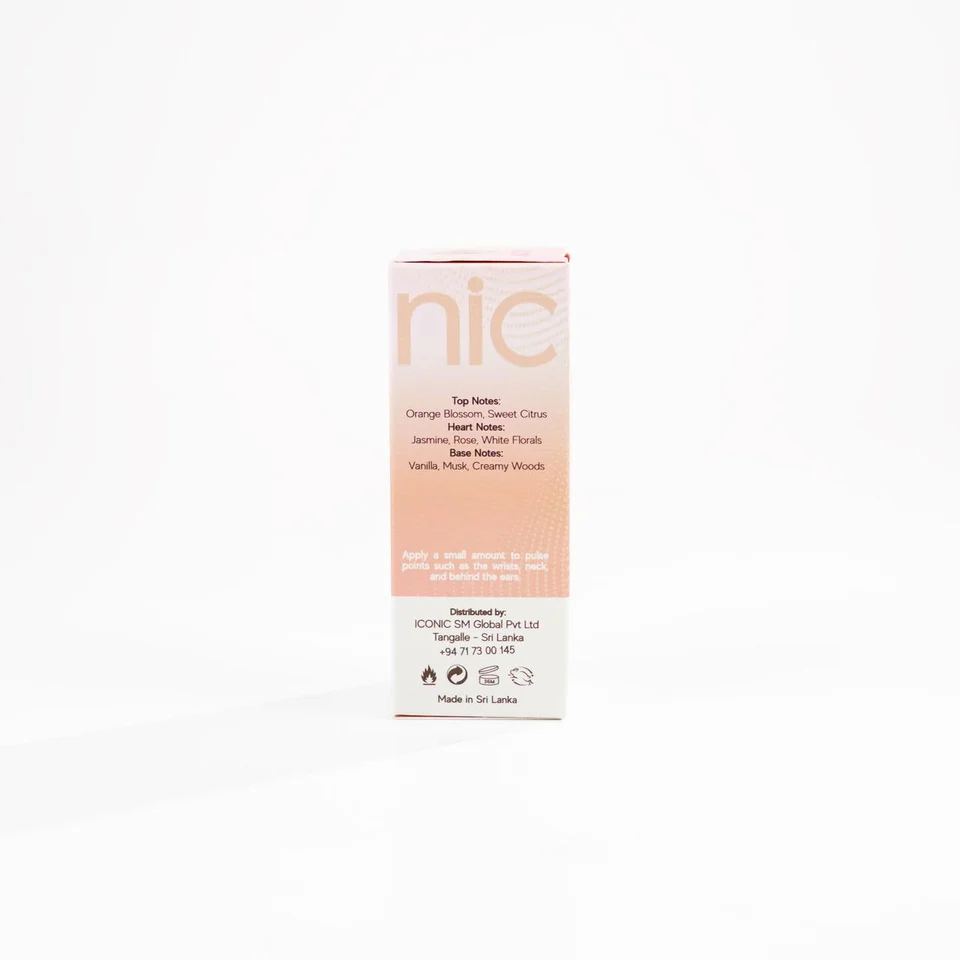 nic
Top Notes:
Orange Blossom, Sweet Citrus
Heart Notes:
Jasmine, Rose, White Florals
Base Notes:
Vanilla, Musk, Creamy Woods
Apply a small amount to pulse
points such as the wrists, neck,
and behind the ears.
Distributed by:
ICONIC SM Global Pvt Ltd
Tangalle - Sri Lanka
+94 71 73 00 145
Made in Sri Lanka